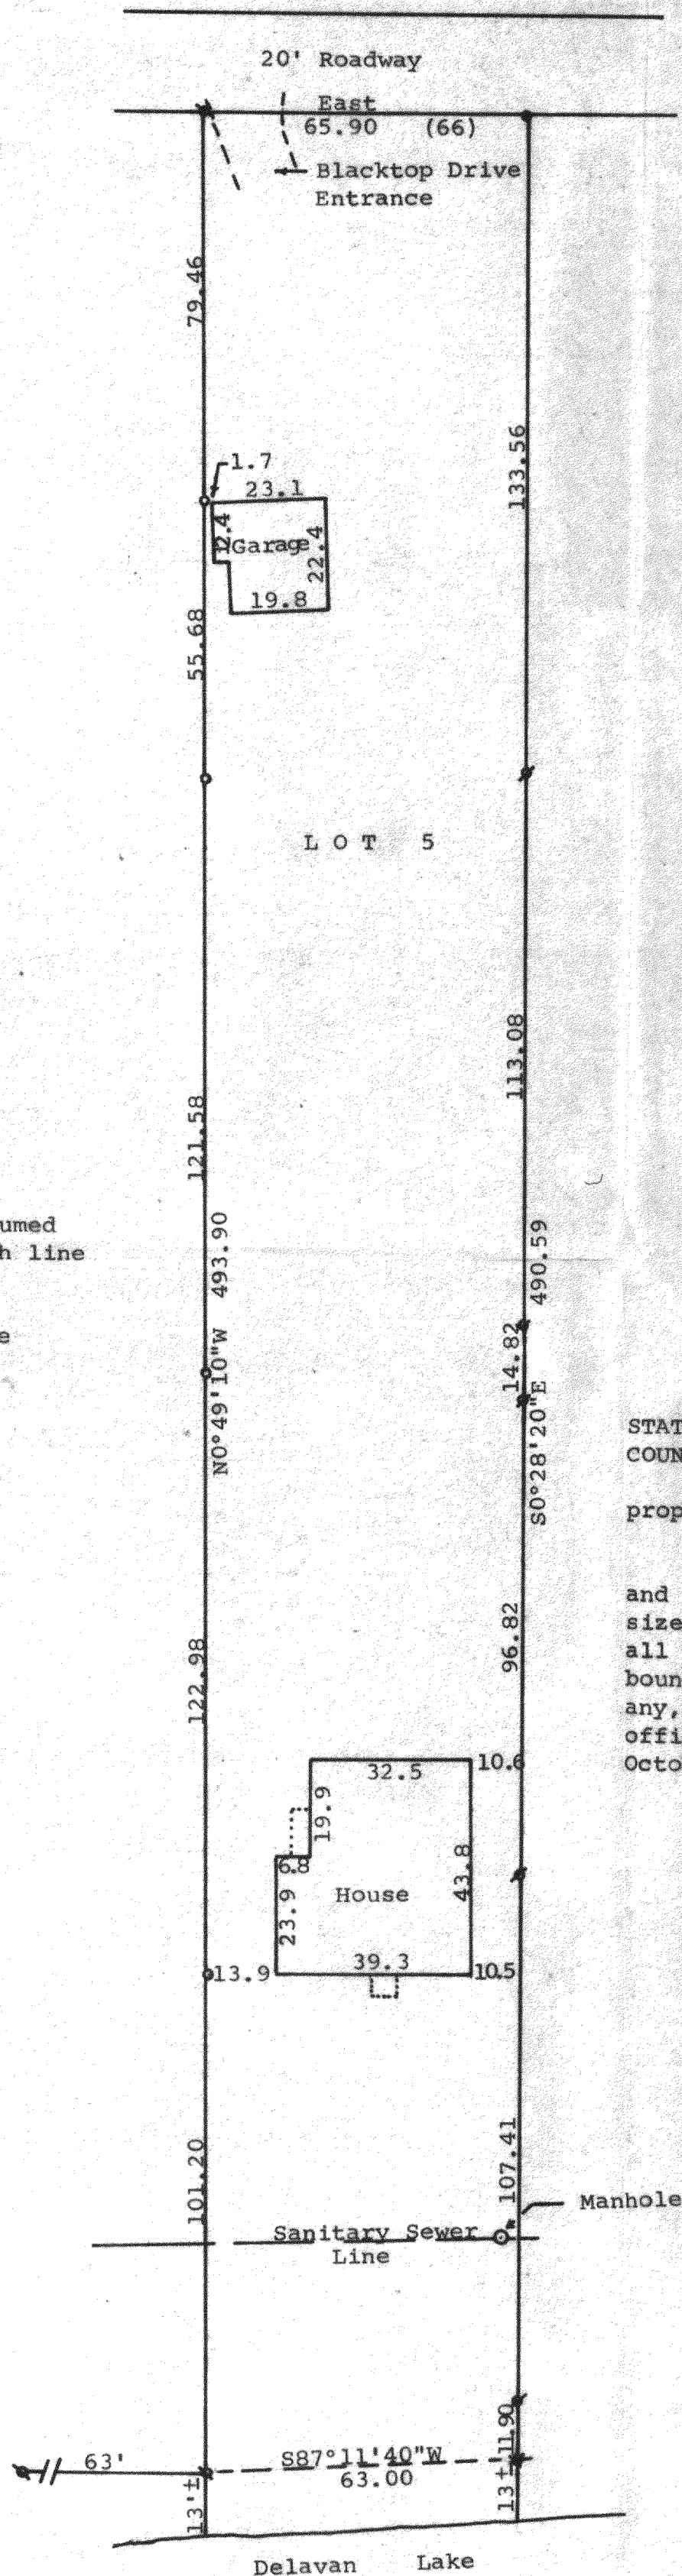 20' Roadway
East
65.90 (66)
Blacktop Drive
Entrance
79.46
133.56
1.7
23.1
12.4
Garage
22.4
19.8
55.68
LOT 5
113.08
121.58
umed
h line
e
N0°49'10"W 493.90
S0°28'20"E 490.59
14.82
STAT
COUN
prop
and
size
all
boun
any,
offi
Octo
96.82
122.98
32.5
10.6
19.9
6.8
43.8
23.9
House
39.3
13.9
10.5
107.41
101.20
Manhole
Sanitary Sewer
Line
11.90
63'
S87°11'40"W
63.00
13'±
13±'
Delavan Lake